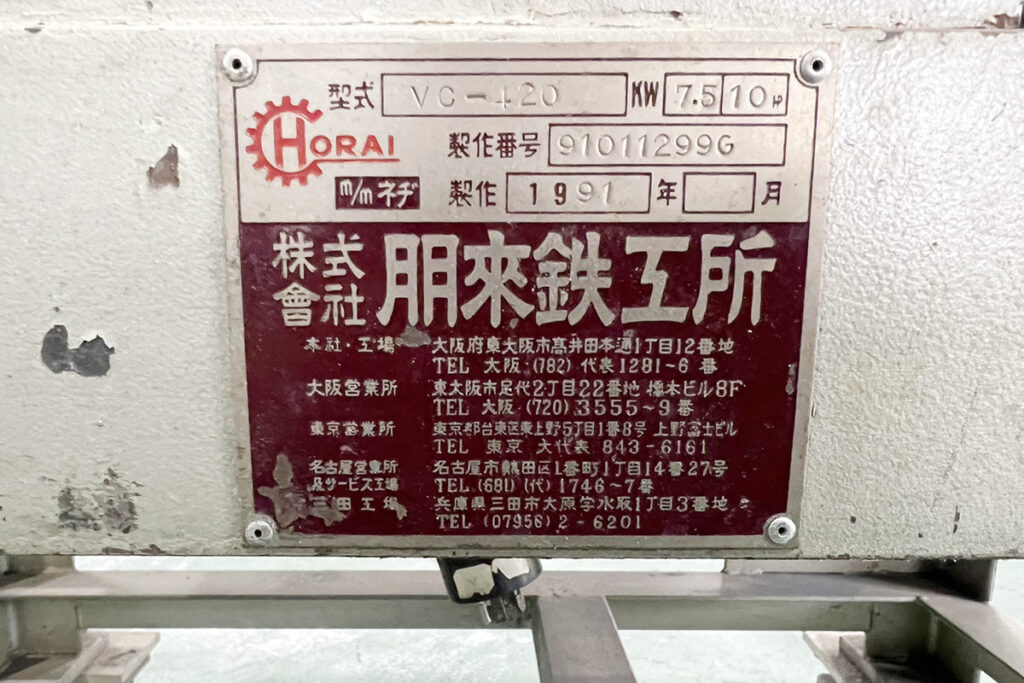 型式 VC-420 KW 7.5 10 HP
HORAI
製作番号 91011299G
m/m ネヂ 製作 1991年 月
株式會社 朋來鉄工所
本社・工場 大阪府東大阪市高井田本通1丁目12番地
TEL 大阪 (782) 代表 1281~6 番
大阪営業所 東大阪市足代2丁目22番地 橋本ビル8F
TEL 大阪 (720) 3555~9番
東京営業所 東京都台東区東上野5丁目1番8号 上野富士ビル
TEL 東京 大代表 843-6161
名古屋営業所 名古屋市熱田区1番町1丁目14番27号
及サービス工場 TEL (681) (代) 1746~7番
三田工場 兵庫県三田市大原字水取1丁目3番地
TEL (07956) 2-6201